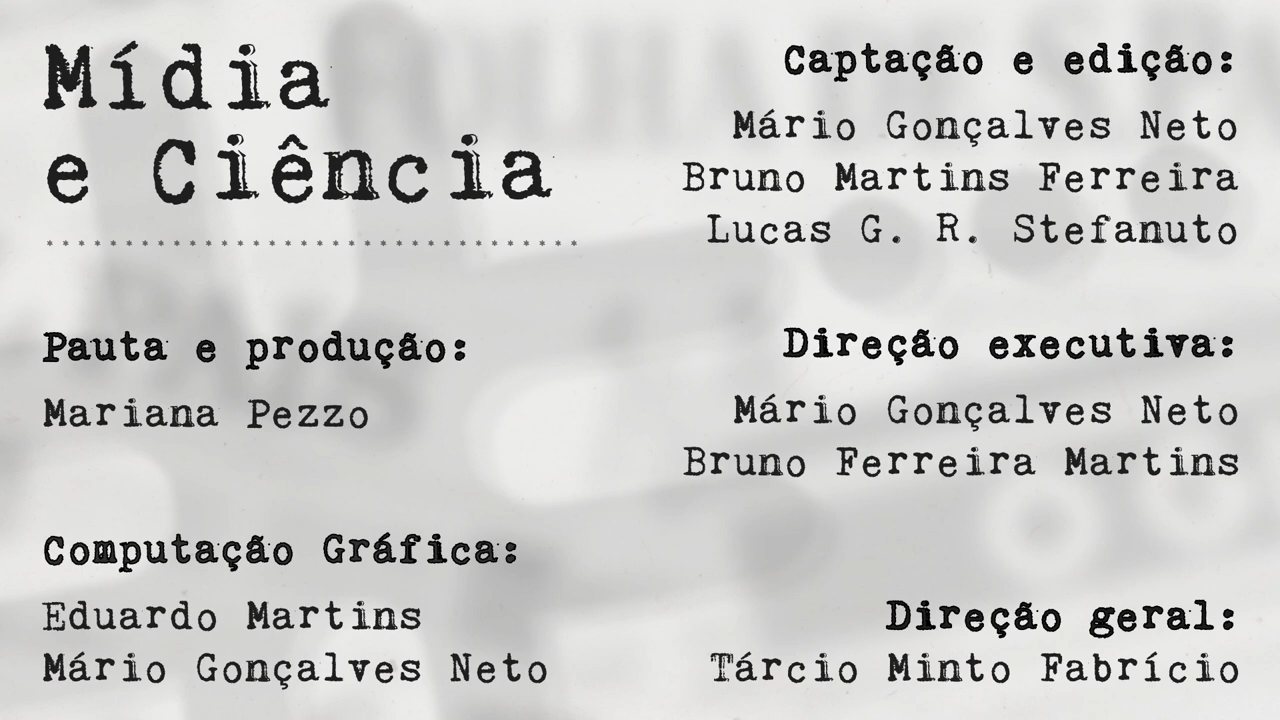 Mídia
e Ciência
Pauta e produção:
Mariana Pezzo
Computação Gráfica:
Eduardo Martins
Mário Gonçalves Neto
Captação e edição:
Mário Gonçalves Neto
Bruno Martins Ferreira
Lucas G. R. Stefanuto
Direção executiva:
Mário Gonçalves Neto
Bruno Ferreira Martins
Direção geral:
Tárcio Minto Fabrício